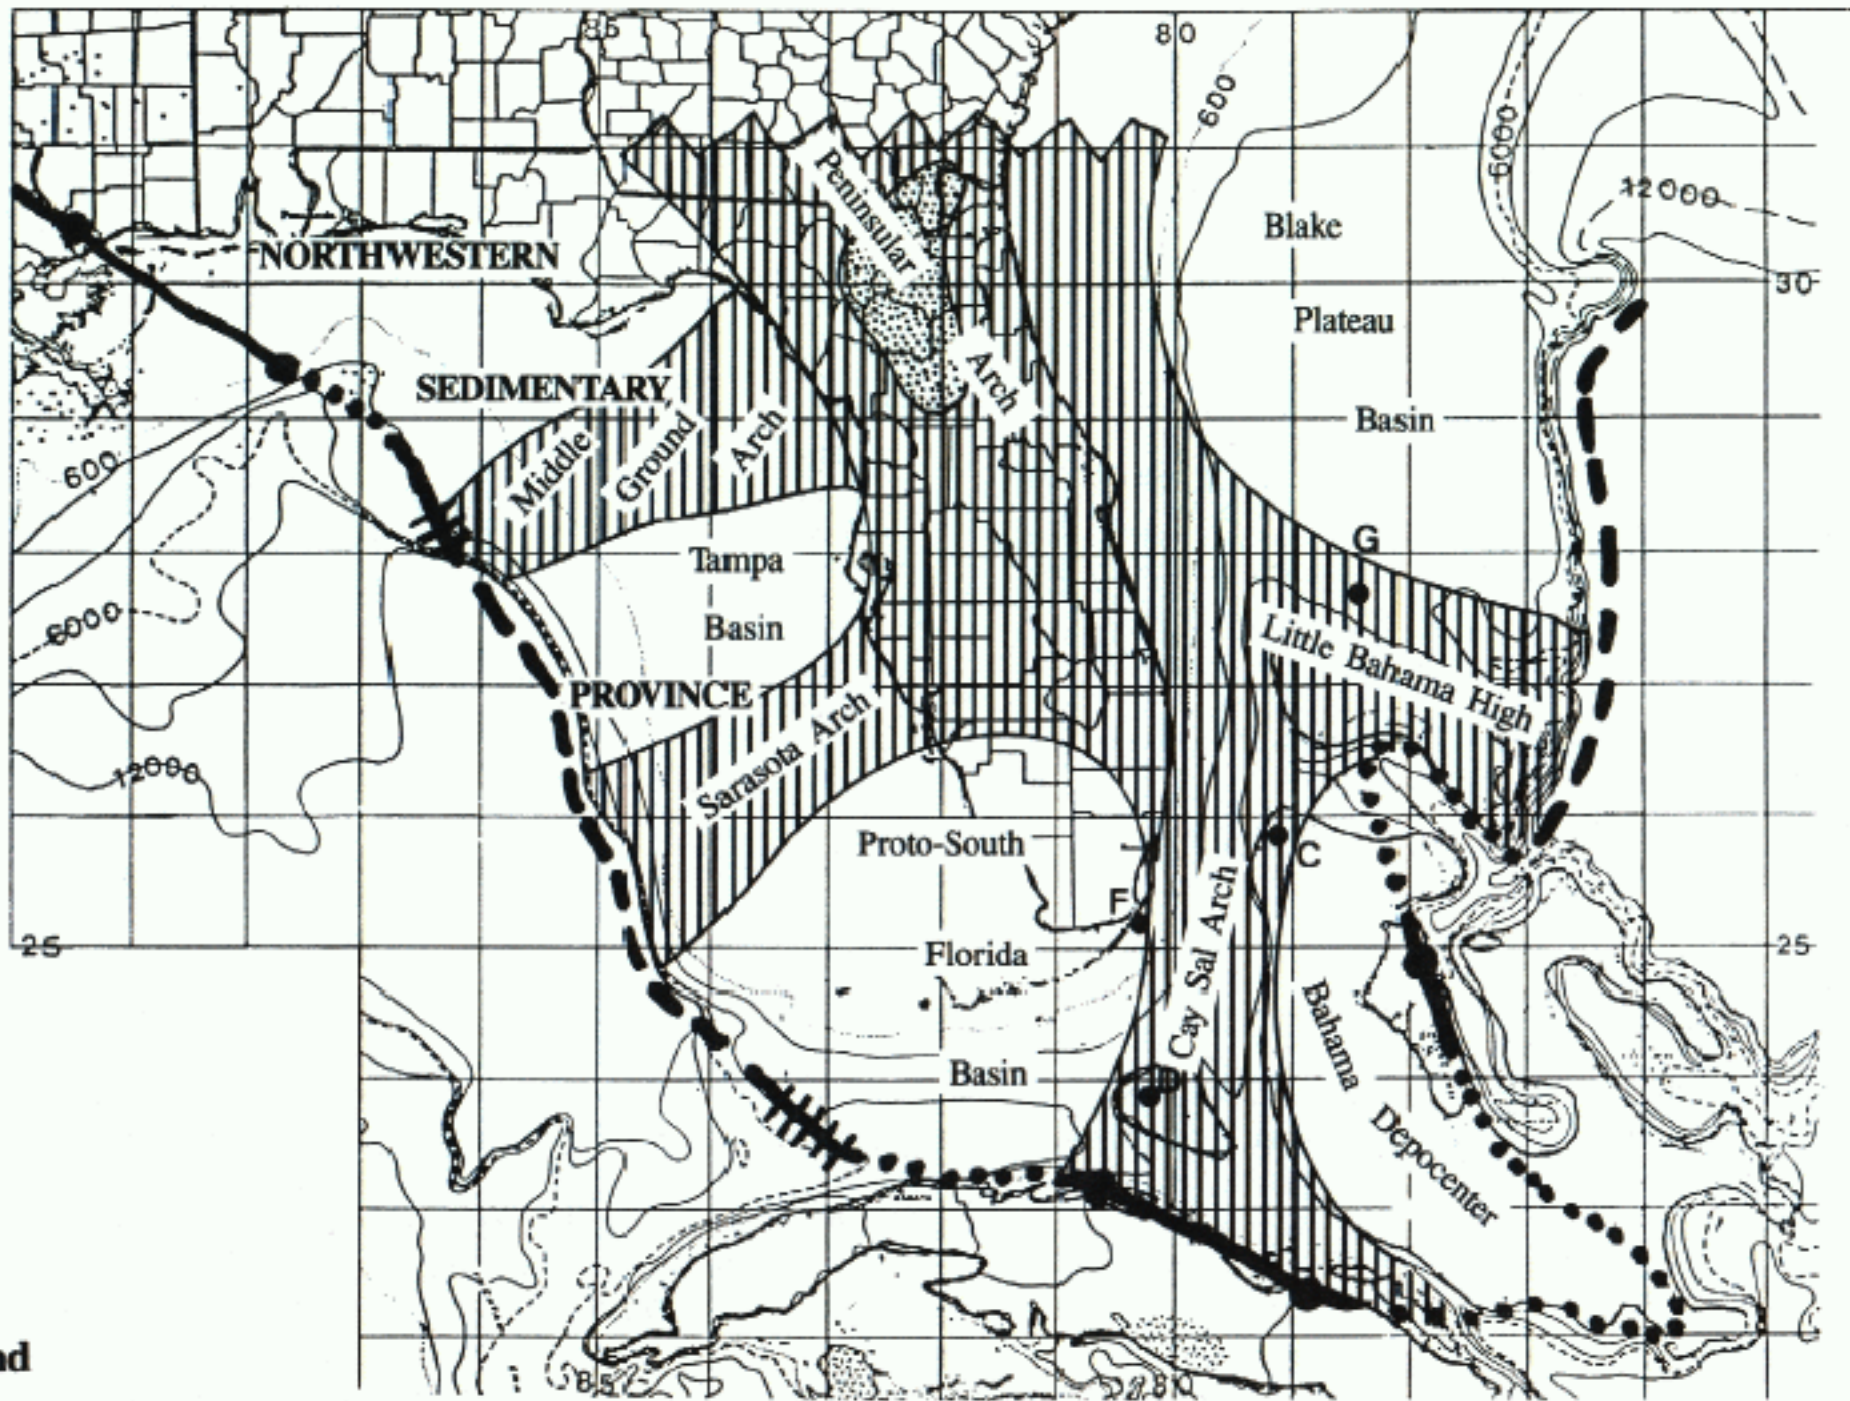 85
80
600
6000
12000
Peninsular
Arch
Blake
Plateau
Basin
NORTHWESTERN
30
SEDIMENTARY
Middle
Ground
Arch
600
G
Tampa
Basin
6000
Little Bahama High
PROVINCE
Sarasota Arch
12000
Proto-South
C
F
25
Florida
Cay Sal Arch
25
Basin
D
Bahama
Depocenter
nd
85
80